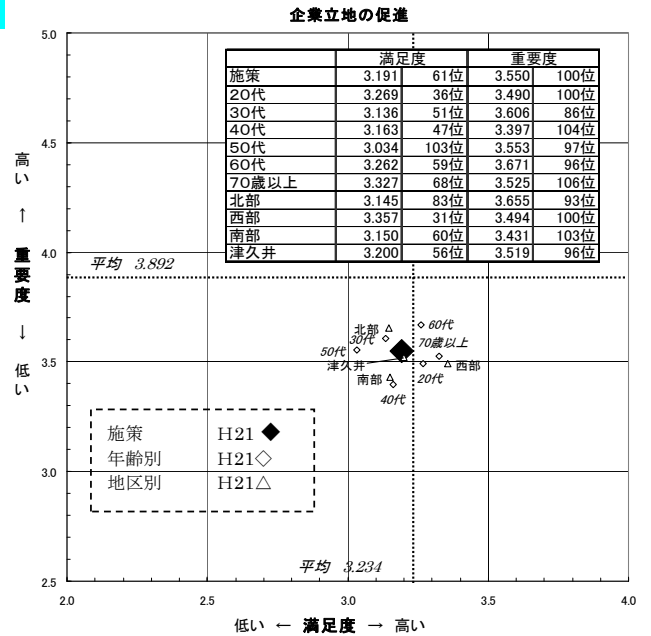 企業立地の促進
満足度 重要度
施策 3.191 61位 3.550 100位
20代 3.269 36位 3.490 100位
30代 3.136 51位 3.606 86位
40代 3.163 47位 3.397 104位
50代 3.034 103位 3.553 97位
60代 3.262 59位 3.671 96位
70歳以上 3.327 68位 3.525 106位
北部 3.145 83位 3.655 93位
西部 3.357 31位 3.494 100位
南部 3.150 60位 3.431 103位
津久井 3.200 56位 3.519 96位
5.0
4.5
4.0
3.5
3.0
2.5
高い ↑ 重要度 ↓ 低い
平均 3.892
北部
60代
30代
70歳以上
50代
津久井
西部
南部
20代
40代
施策 H21◆
年齢別 H21◇
地区別 H21△
平均 3.234
2.0 2.5 3.0 3.5 4.0
低い ← 満足度 → 高い